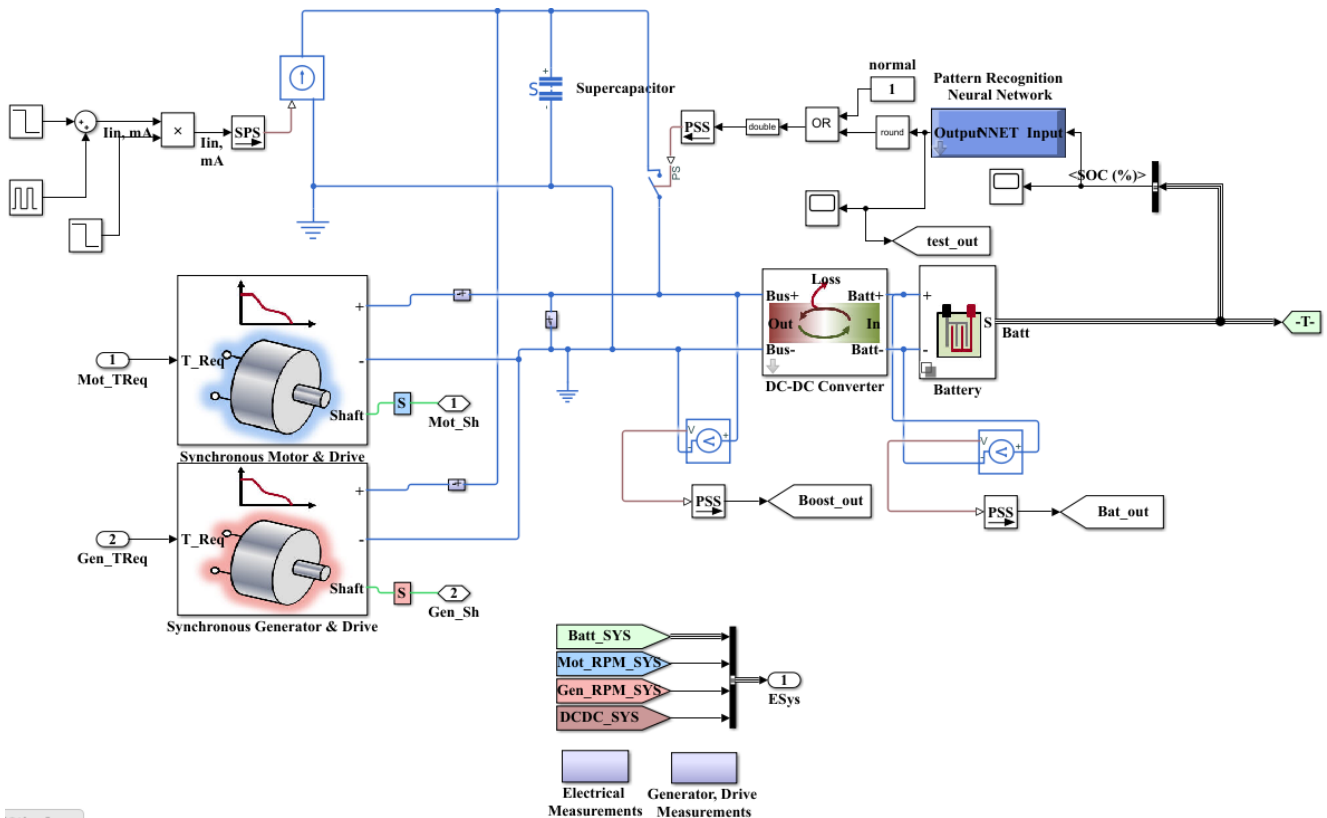 normal
1
Pattern Recognition
Neural Network
Output
NNET
Input
OR
round
double
PSS
PS
Supercapacitor
S
+
-
Iin, mA
×
Iin,
mA
SPS
<SOC (%)>
test_out
T_Req
+
-
Shaft
1
Mot_TReq
S
1
Mot_Sh
Synchronous Motor & Drive
Bus+
Loss
Batt+
Out
In
Bus-
Batt-
DC-DC Converter
+
-
S
Batt
Battery
-T-
V
+
-
V
PSS
Boost_out
V
+
-
V
PSS
Bat_out
T_Req
+
-
Shaft
2
Gen_TReq
S
2
Gen_Sh
Synchronous Generator & Drive
Batt_SYS
Mot_RPM_SYS
Gen_RPM_SYS
DCDC_SYS
1
ESys
Electrical
Measurements
Generator, Drive
Measurements